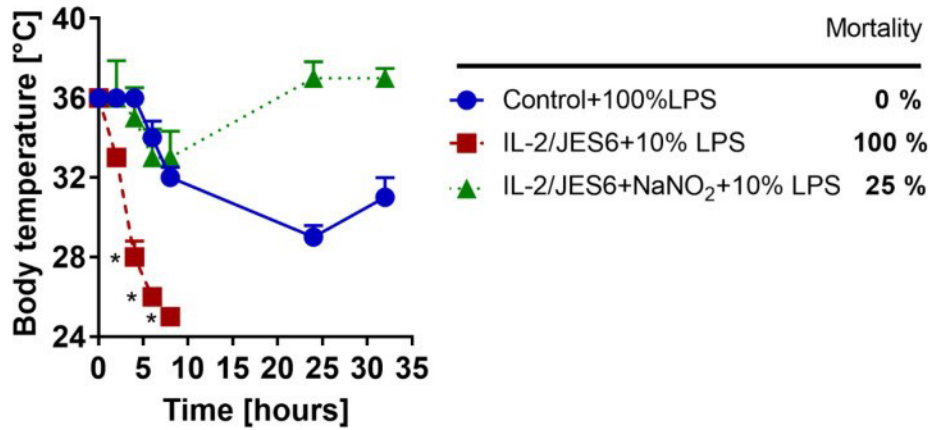 Body temperature [°C]
40
36
32
28
24
*
*
*
0 5 10 15 20 25 30 35
Time [hours]
Mortality
Control+100%LPS 0 %
IL-2/JES6+10% LPS 100 %
IL-2/JES6+NaNO₂+10% LPS 25 %